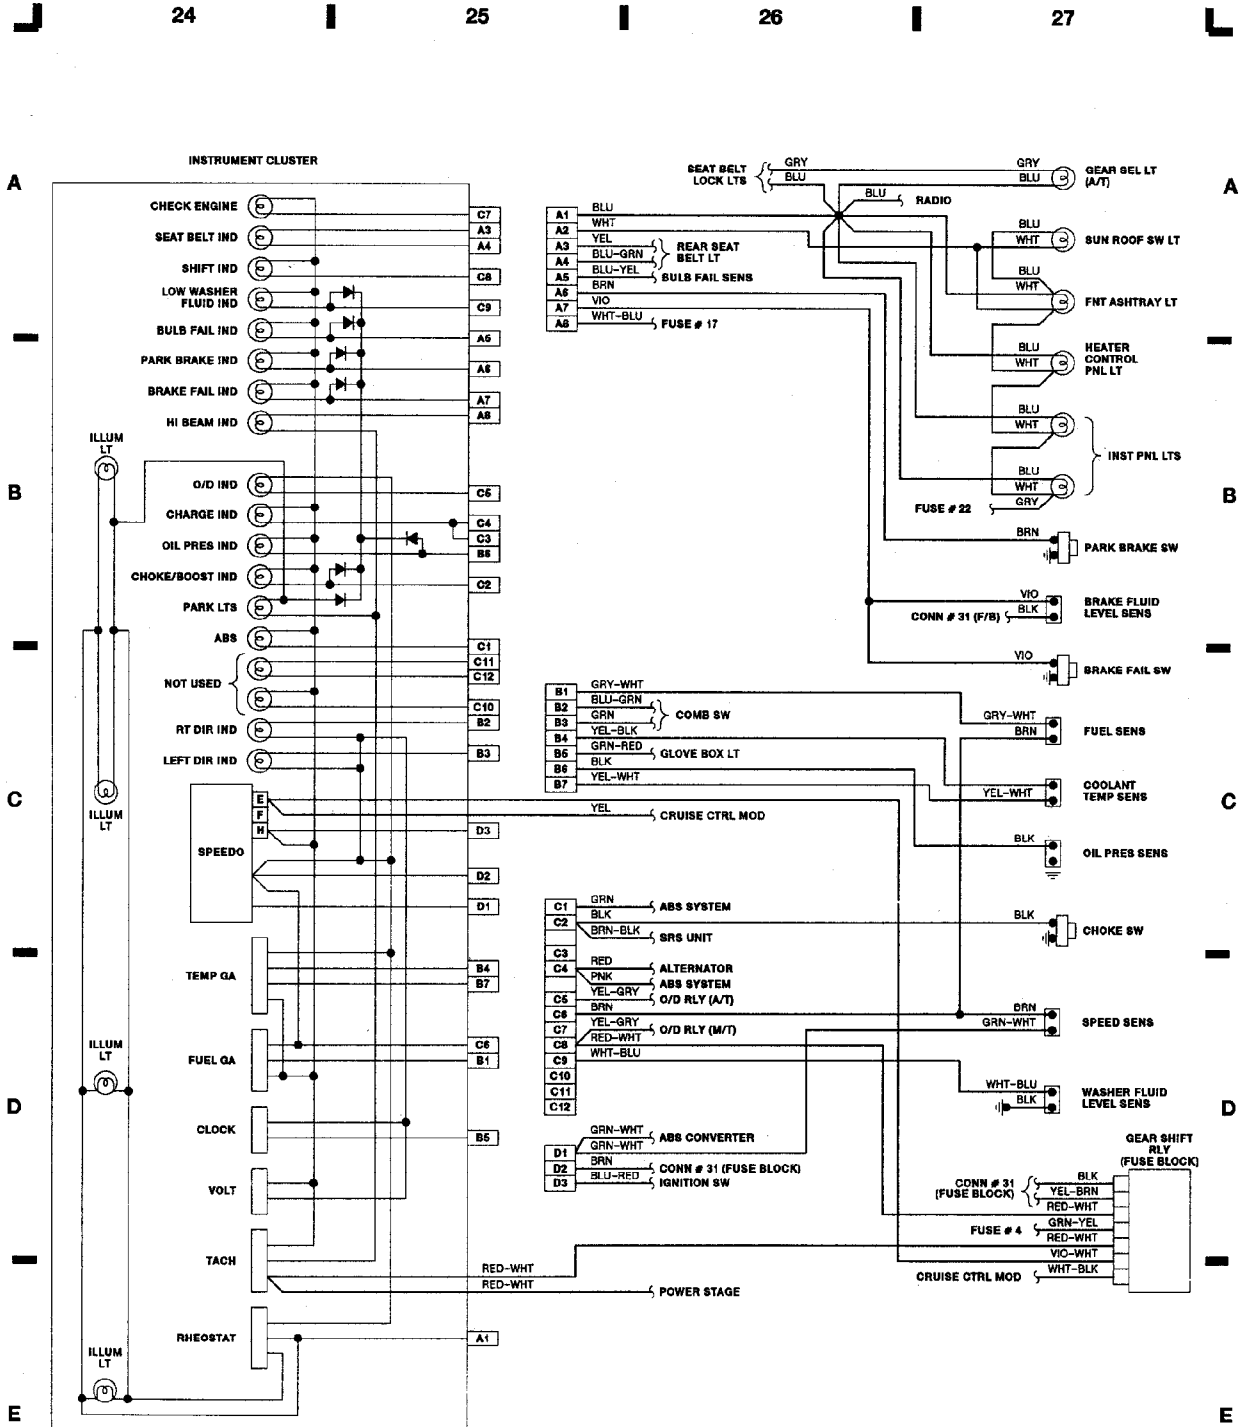 24 25 26 27
A
A
INSTRUMENT CLUSTER
CHECK ENGINE
SEAT BELT IND
SHIFT IND
LOW WASHER
FLUID IND
BULB FAIL IND
PARK BRAKE IND
BRAKE FAIL IND
HI BEAM IND
ILLUM
LT
B
O/D IND
CHARGE IND
OIL PRES IND
CHOKE/BOOST IND
PARK LTS
ABS
NOT USED
RT DIR IND
LEFT DIR IND
C
ILLUM
LT
SPEEDO
E
F
H
TEMP GA
ILLUM
LT
FUEL GA
D
CLOCK
VOLT
TACH
RHEOSTAT
ILLUM
LT
E
C7
A3
A4
C8
C9
A5
A6
A7
A8
C5
C4
C3
B6
C2
C1
C11
C12
C10
B2
B3
D3
D2
D1
B4
B7
C6
B1
B5
A1
RED-WHT
RED-WHT
POWER STAGE
SEAT BELT
LOCK LTS
GRY
BLU
GRY
BLU
GEAR SEL LT
(A/T)
BLU
RADIO
A1 BLU
A2 WHT
A3 YEL
A4 BLU-GRN
REAR SEAT
BELT LT
A5 BLU-YEL BULB FAIL SENS
A6 BRN
A7 VIO
A8 WHT-BLU FUSE # 17
BLU
WHT
SUN ROOF SW LT
BLU
WHT
FNT ASHTRAY LT
BLU
WHT
HEATER
CONTROL
PNL LT
BLU
WHT
INST PNL LTS
BLU
WHT
GRY
FUSE # 22
B
BRN
PARK BRAKE SW
VIO
BLK
CONN # 31 (F/B)
BRAKE FLUID
LEVEL SENS
VIO
BRAKE FAIL SW
B1 GRY-WHT
B2 BLU-GRN
B3 GRN
COMB SW
B4 YEL-BLK
B5 GRN-RED GLOVE BOX LT
B6 BLK
B7 YEL-WHT
YEL
CRUISE CTRL MOD
GRY-WHT
BRN
FUEL SENS
YEL-WHT
COOLANT
TEMP SENS
C
BLK
OIL PRES SENS
C1 GRN ABS SYSTEM
C2 BLK
BRN-BLK SRS UNIT
C3
C4 RED ALTERNATOR
PNK ABS SYSTEM
C5 YEL-GRY O/D RLY (A/T)
C6 BRN
C7 YEL-GRY O/D RLY (M/T)
C8 RED-WHT
C9 WHT-BLU
C10
C11
C12
BLK
CHOKE SW
BRN
GRN-WHT
SPEED SENS
WHT-BLU
BLK
WASHER FLUID
LEVEL SENS
D
GRN-WHT ABS CONVERTER
D1 GRN-WHT
D2 BRN CONN # 31 (FUSE BLOCK)
D3 BLU-RED IGNITION SW
GEAR SHIFT
RLY
(FUSE BLOCK)
CONN # 31
(FUSE BLOCK)
BLK
YEL-BRN
RED-WHT
FUSE # 4 GRN-YEL
RED-WHT
VIO-WHT
CRUISE CTRL MOD WHT-BLK
E